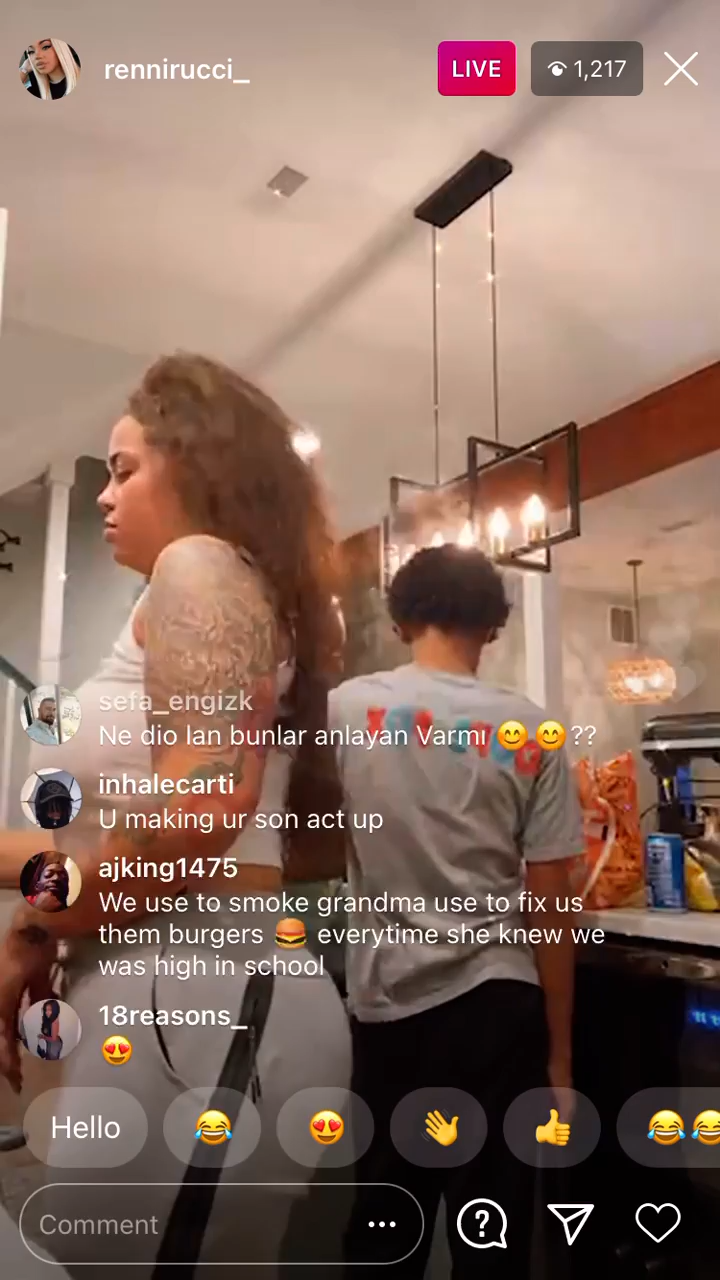 rennirucci_
LIVE
1,217
sefa_engizk
Ne dio lan bunlar anlayan Varmı 😊😊??
inhalecarti
U making ur son act up
ajking1475
We use to smoke grandma use to fix us
them burgers 🍔 everytime she knew we
was high in school
18reasons_
😍
Hello 😂 😍 👋 👍 😂😂
Comment